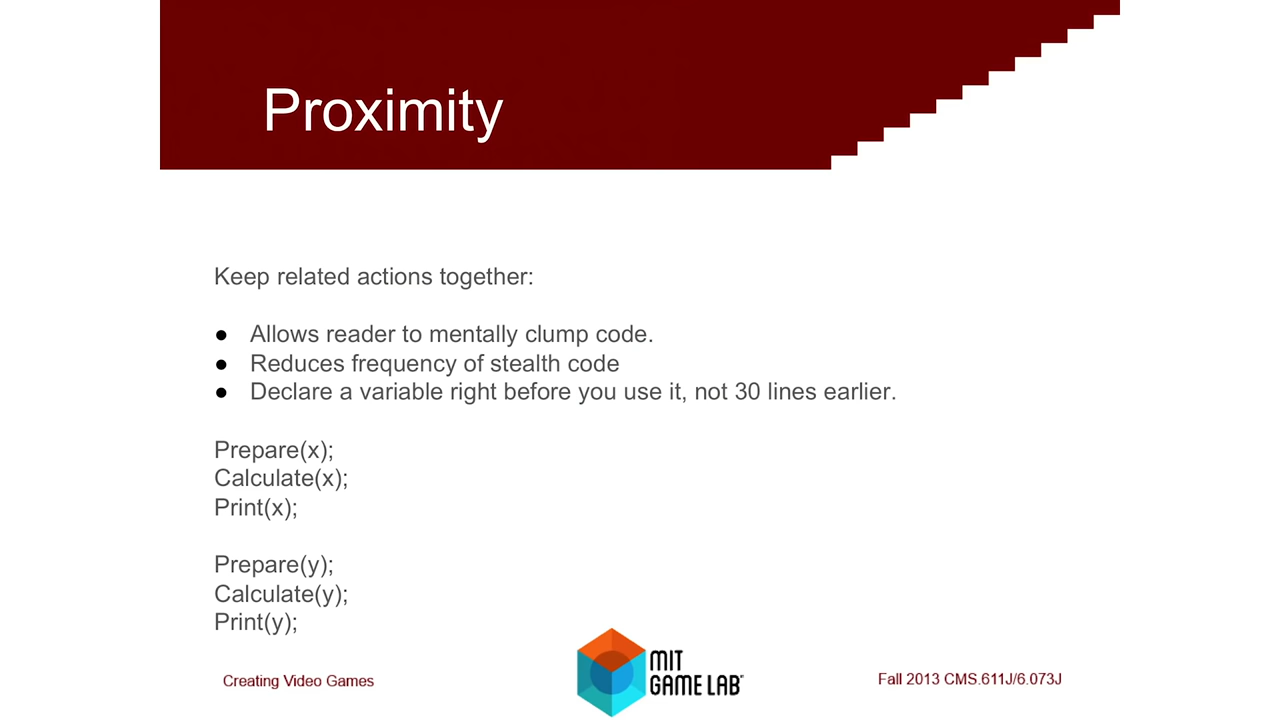 Proximity
Keep related actions together:
● Allows reader to mentally clump code.
● Reduces frequency of stealth code
● Declare a variable right before you use it, not 30 lines earlier.
Prepare(x);
Calculate(x);
Print(x);
Prepare(y);
Calculate(y);
Print(y);
Creating Video Games
MIT
GAME LAB
Fall 2013 CMS.611J/6.073J